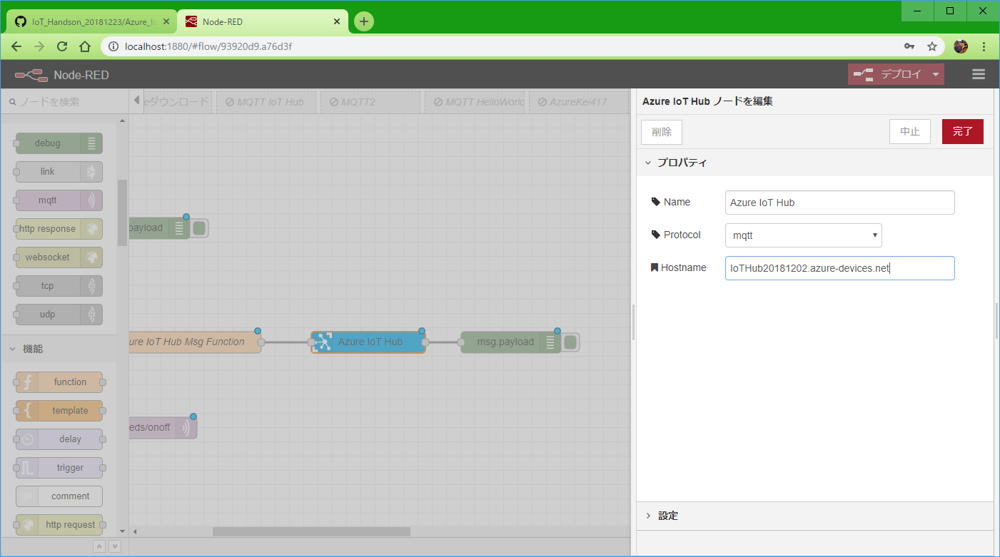 IoT_Handson_20181223/Azure_Io
Node-RED
localhost:1880/#flow/93920d9.a76d3f
Node-RED
デプロイ
ノードを検索
eダウンロード
MQTT IoT Hub
MQTT2
MQTT HelloWorld
AzureKei417
Azure IoT Hub ノードを編集
削除
中止
完了
プロパティ
Name
Azure IoT Hub
Protocol
mqtt
Hostname
IoTHub20181202.azure-devices.net
設定
debug
link
mqtt
http response
websocket
tcp
udp
機能
function
template
delay
trigger
comment
http request
payload
ure IoT Hub Msg Function
Azure IoT Hub
msg.payload
eds/onoff